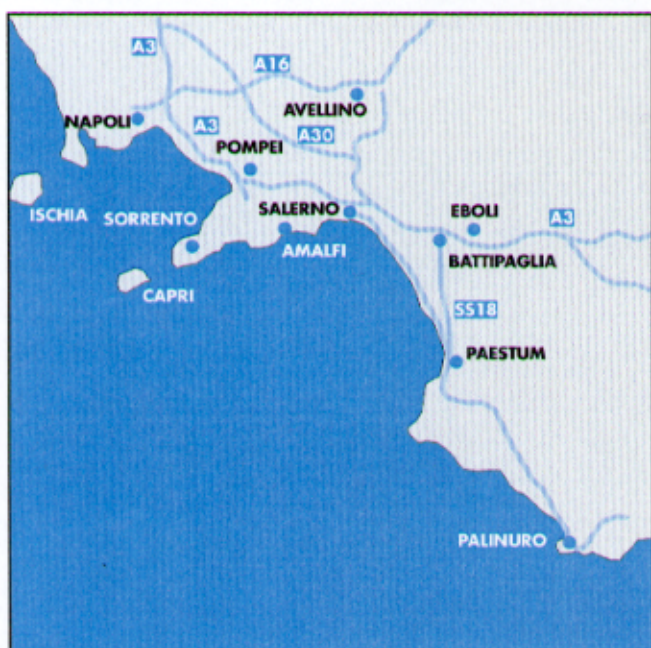 A3
A16
AVELLINO
NAPOLI
A3
A30
POMPEI
ISCHIA
SORRENTO
SALERNO
EBOLI
A3
AMALFI
BATTIPAGLIA
CAPRI
SS18
PAESTUM
PALINURO